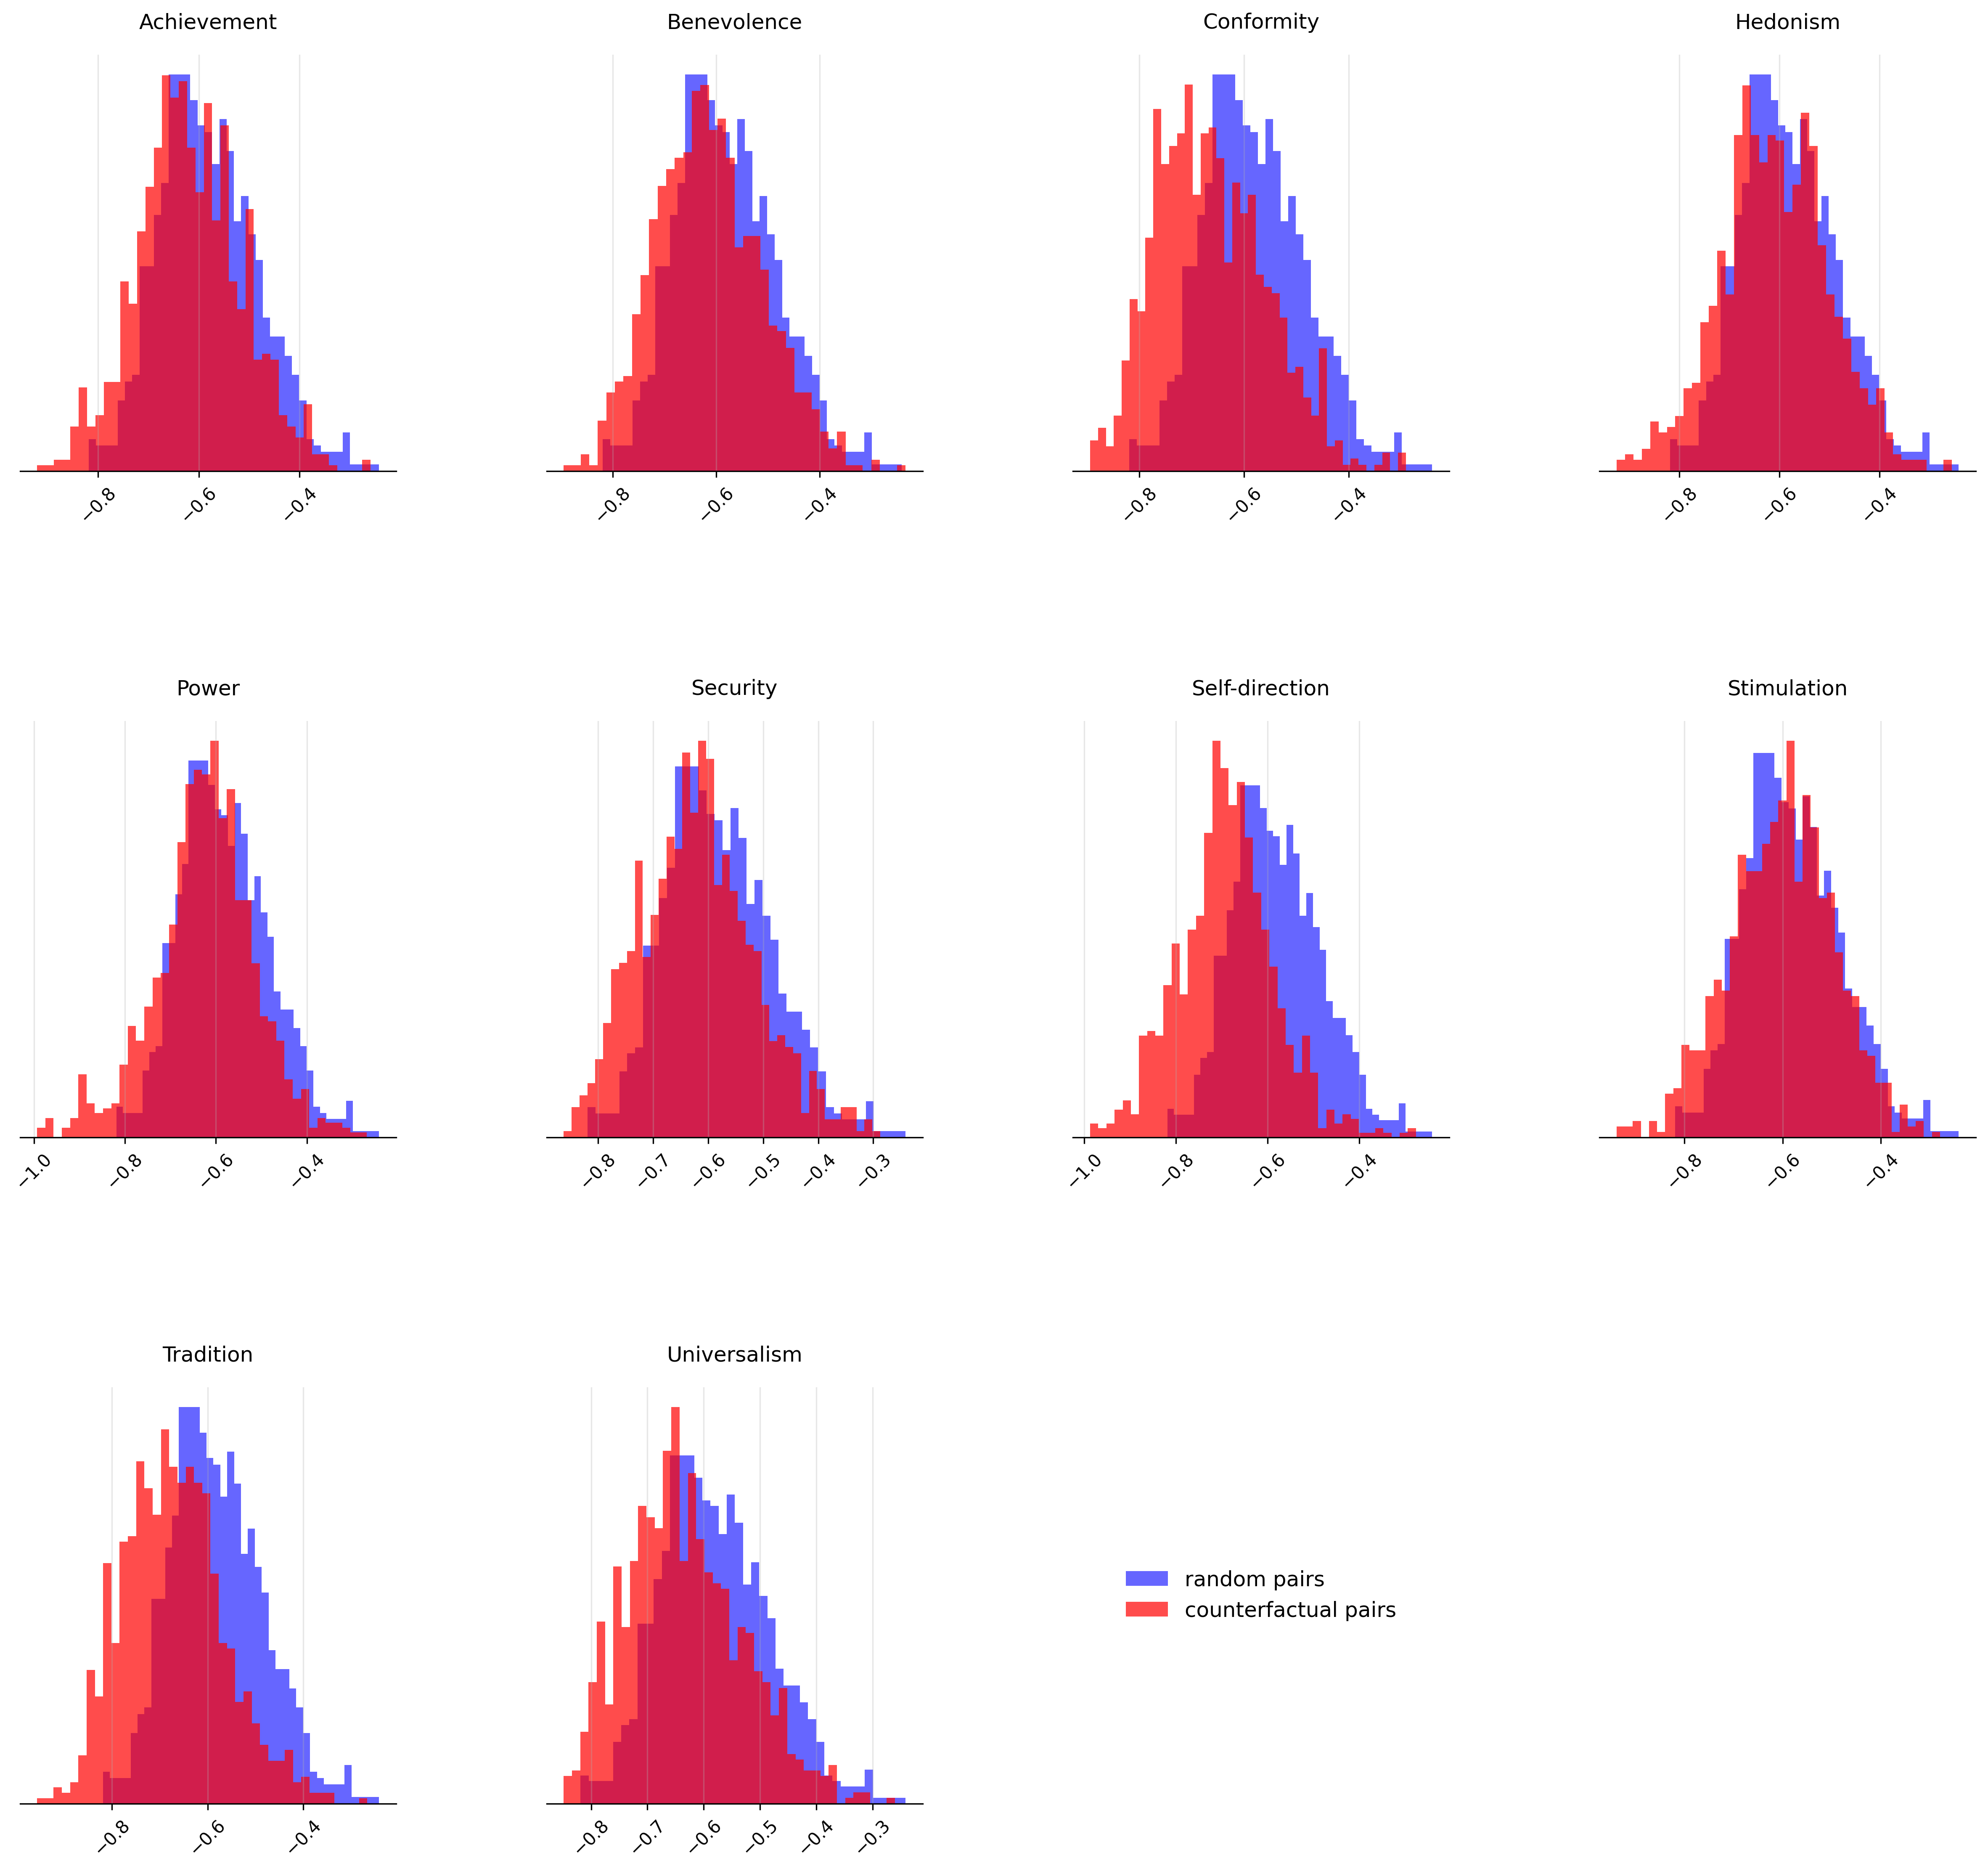 Achievement
Benevolence
Conformity
Hedonism
−0.8 −0.6 −0.4
−0.8 −0.6 −0.4
−0.8 −0.6 −0.4
−0.8 −0.6 −0.4
Power
Security
Self-direction
Stimulation
−1.0 −0.8 −0.6 −0.4
−0.8 −0.7 −0.6 −0.5 −0.4 −0.3
−1.0 −0.8 −0.6 −0.4
−0.8 −0.6 −0.4
Tradition
Universalism
random pairs
counterfactual pairs
−0.8 −0.6 −0.4
−0.8 −0.7 −0.6 −0.5 −0.4 −0.3